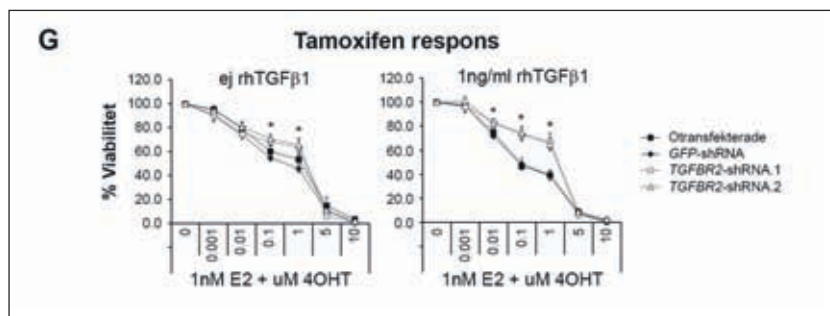 G
Tamoxifen respons
ej rhTGFβ1
1ng/ml rhTGFβ1
% Viabilitet
120.0
100.0
80.0
60.0
40.0
20.0
0.0
0
0.001
0.01
0.1
1
5
10
1nM E2 + uM 4OHT
120.0
100.0
80.0
60.0
40.0
20.0
0.0
0
0.001
0.01
0.1
1
5
10
1nM E2 + uM 4OHT
* *
* * *
Otransfekterade
GFP-shRNA
TGFBR2-shRNA.1
TGFBR2-shRNA.2